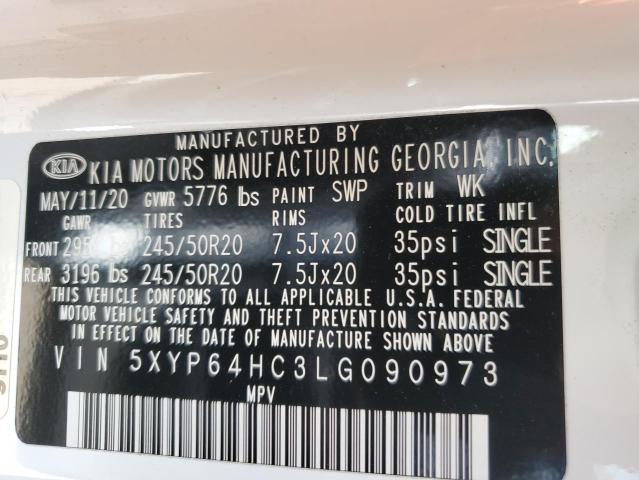 MANUFACTURED BY
KIA KIA MOTORS MANUFACTURING GEORGIA, INC.
MAY/11/20 GVWR 5776 lbs PAINT SWP TRIM WK
GAWR TIRES RIMS COLD TIRE INFL
FRONT lbs 245/50R20 7.5Jx20 35psi SINGLE
REAR 3196 lbs 245/50R20 7.5Jx20 35psi SINGLE
THIS VEHICLE CONFORMS TO ALL APPLICABLE U.S.A. FEDERAL
MOTOR VEHICLE SAFETY AND THEFT PREVENTION STANDARDS
IN EFFECT ON THE DATE OF MANUFACTURE SHOWN ABOVE.
VIN 5XYP64HC3LG090973
MPV